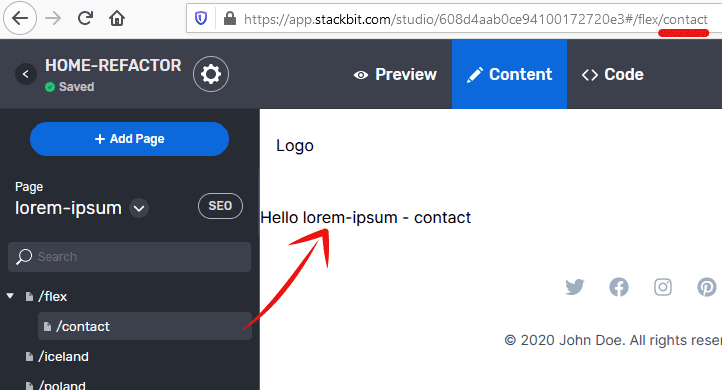 https://app.stackbit.com/studio/608d4aab0ce94100172720e3#/flex/contact
HOME-REFACTOR
Saved
Preview
Content
Code
+ Add Page
Page
lorem-ipsum
SEO
Search
/flex
/contact
/iceland
/poland
Logo
Hello lorem-ipsum - contact
© 2020 John Doe. All rights rese